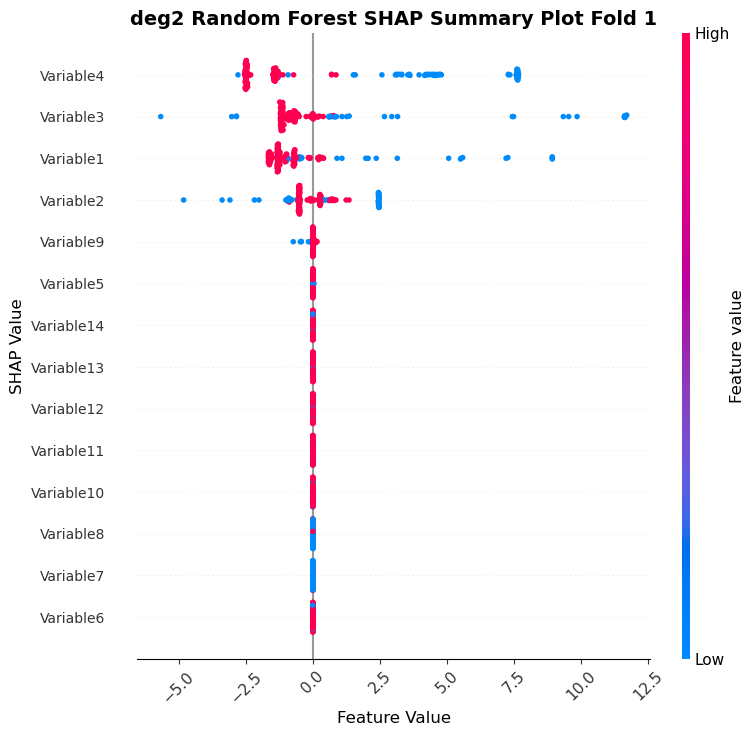 deg2 Random Forest SHAP Summary Plot Fold 1
High
Variable4
Variable3
Variable1
Variable2
Variable9
Variable5
Variable14
Variable13
Variable12
Variable11
Variable10
Variable8
Variable7
Variable6
SHAP Value
Feature value
Low
−5.0
−2.5
0.0
2.5
5.0
7.5
10.0
12.5
Feature Value